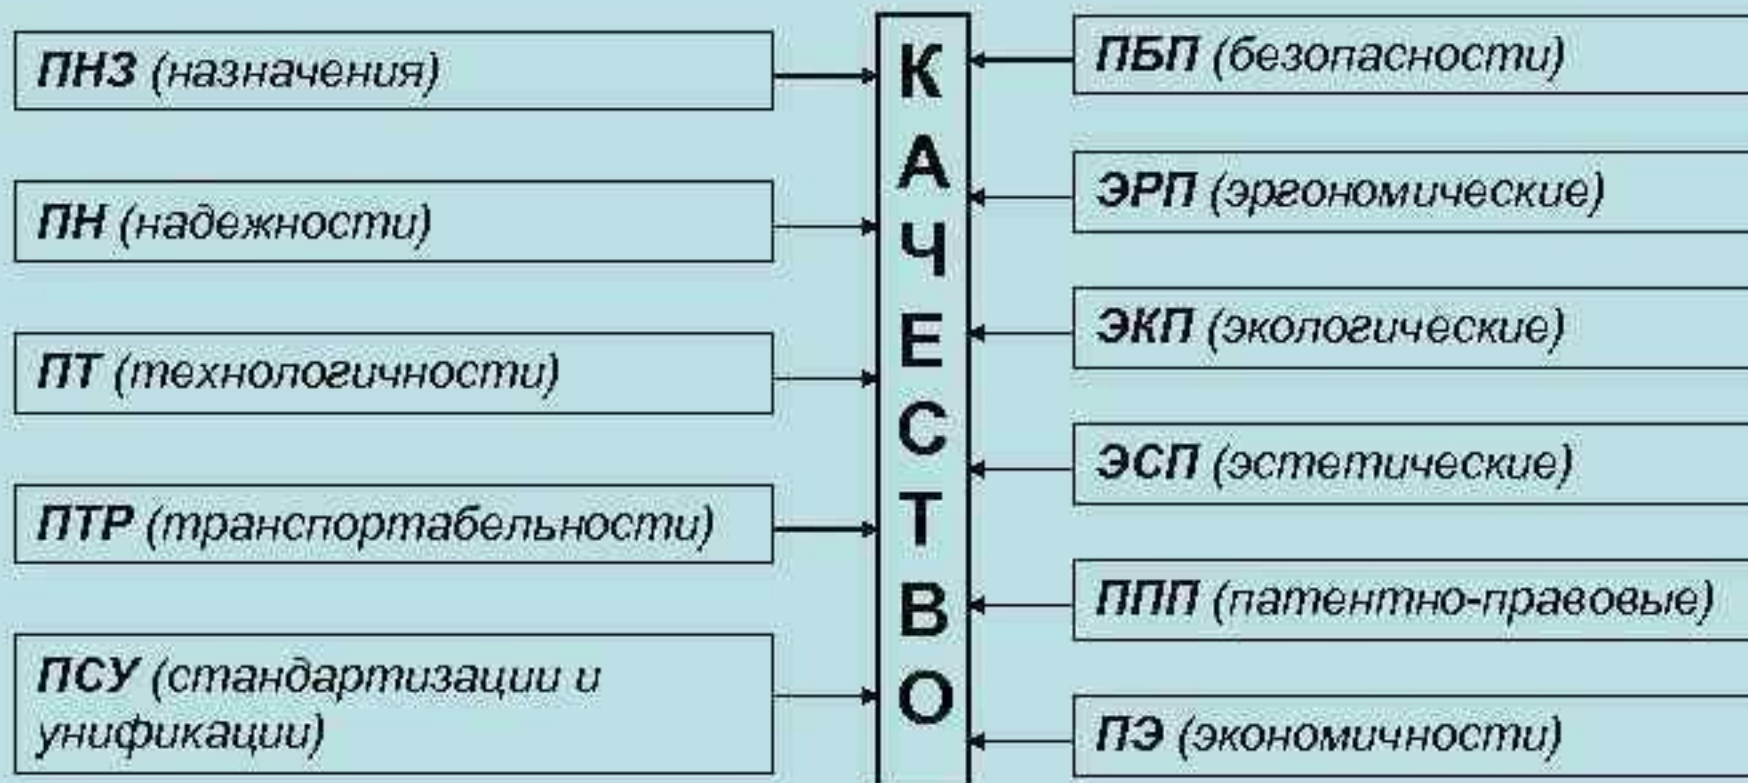 ПНЗ (назначения)
ПН (надежности)
ПТ (технологичности)
ПТР (транспортабельности)
ПСУ (стандартизации и
унификации)
К
А
Ч
Е
С
Т
В
О
ПБП (безопасности)
ЭРП (эргономические)
ЭКП (экологические)
ЭСП (эстетические)
ППП (патентно-правовые)
ПЭ (экономичности)